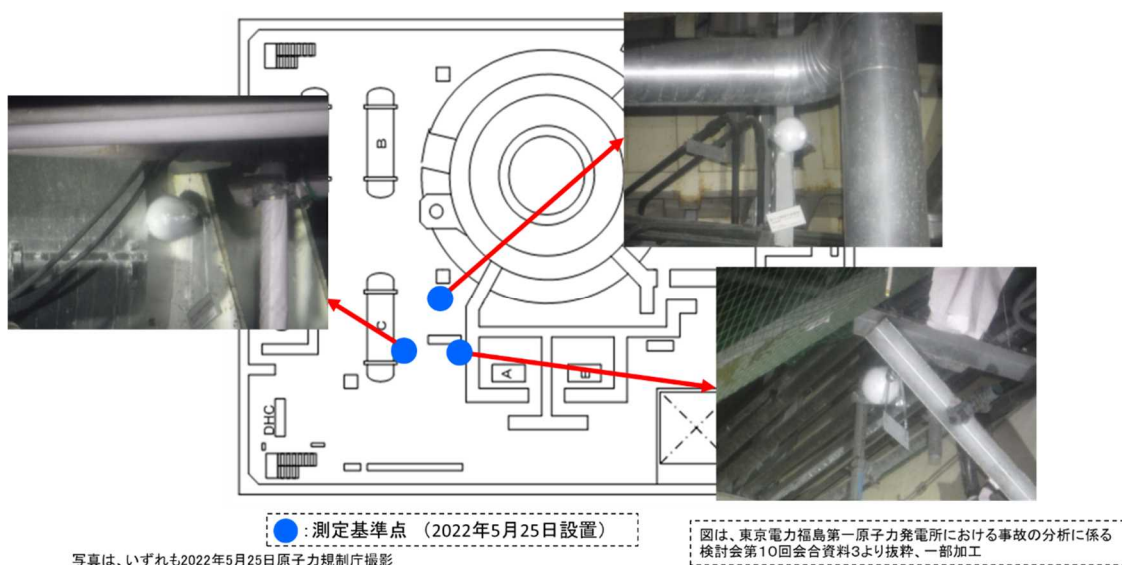 B
C
A
B
DHC
：測定基準点 （2022年5月25日設置）
写真は、いずれも2022年5月25日原子力規制庁撮影
図は、東京電力福島第一原子力発電所における事故の分析に係る
検討会第10回会合資料3より抜粋、一部加工